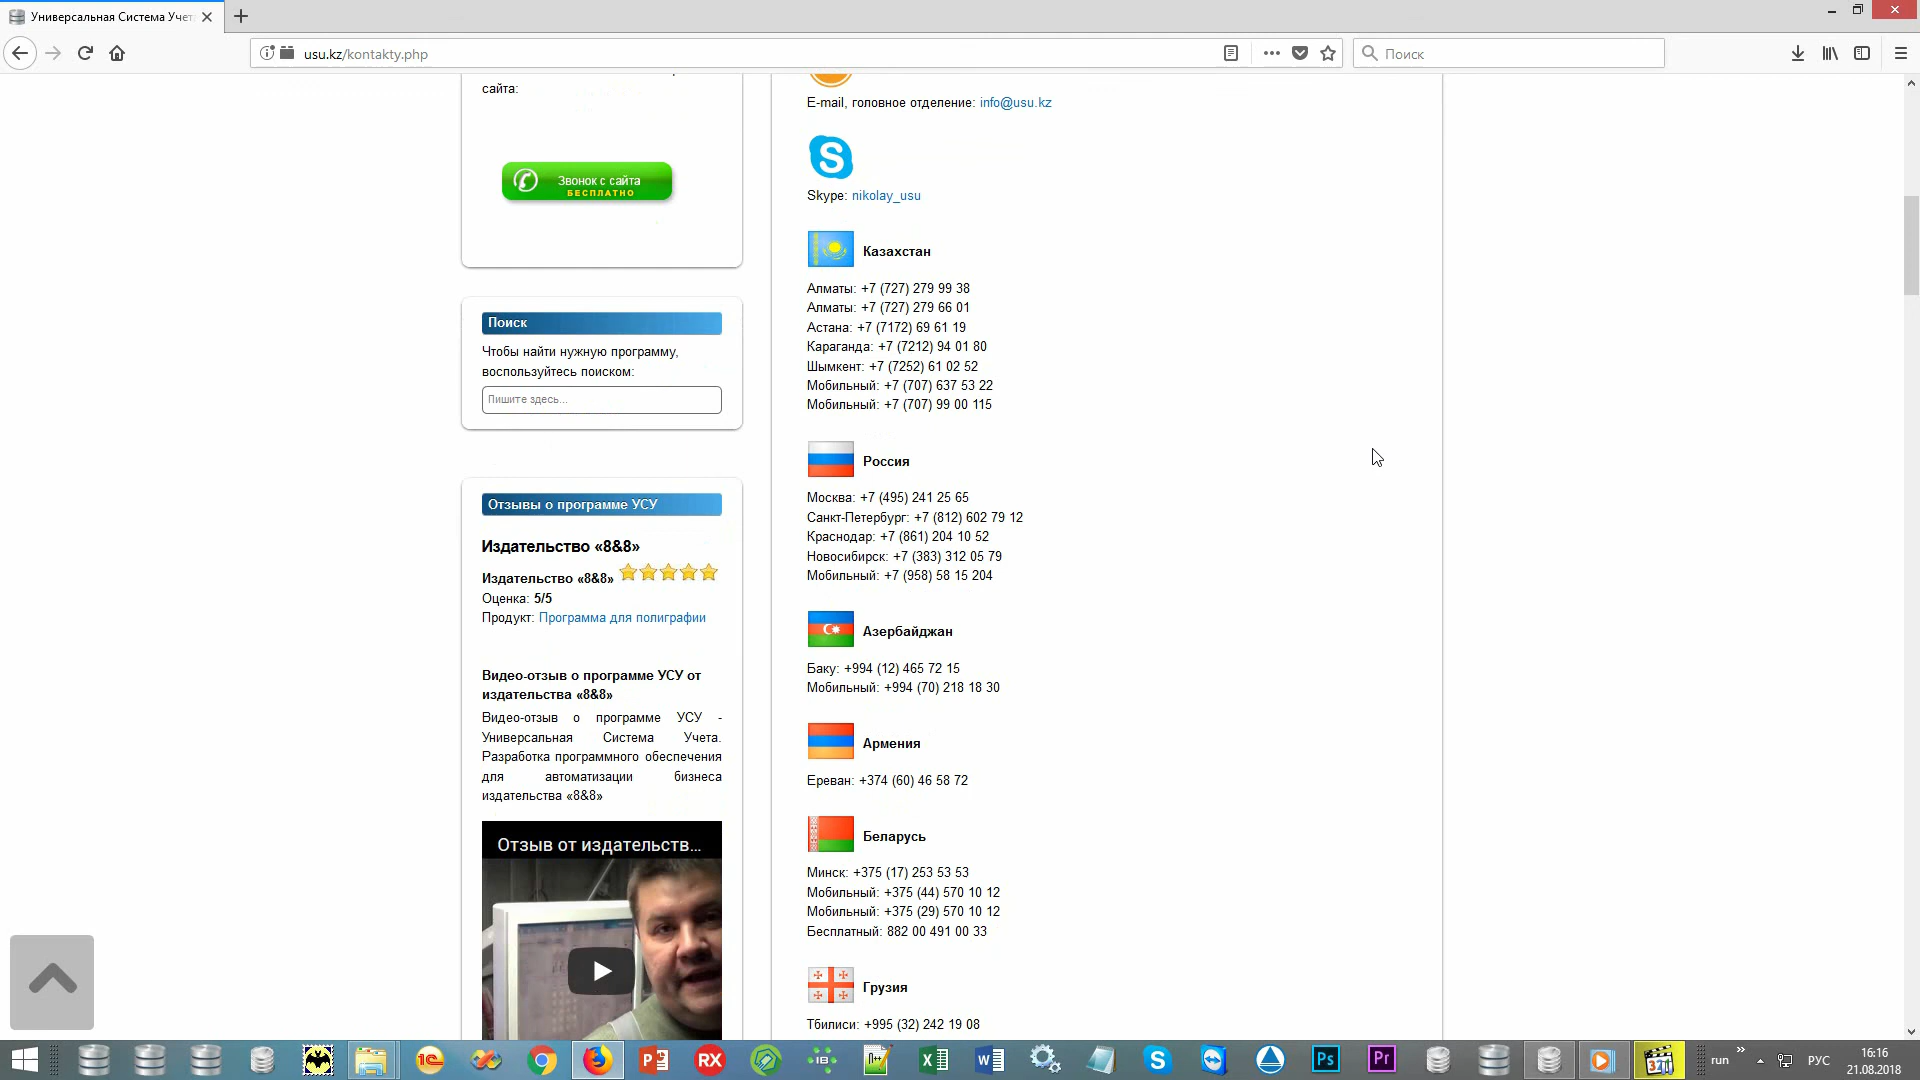 Универсальная Система Учет
usu.kz/kontakty.php
Поиск
сайта:
Звонок с сайта
БЕСПЛАТНО
Поиск
Чтобы найти нужную программу,
воспользуйтесь поиском:
Пишите здесь...
Отзывы о программе УСУ
Издательство «8&8»
Издательство «8&8»
Оценка: 5/5
Продукт: Программа для полиграфии
Видео-отзыв о программе УСУ от
издательства «8&8»
Видео-отзыв о программе УСУ -
Универсальная Система Учета.
Разработка программного обеспечения
для автоматизации бизнеса
издательства «8&8»
Отзыв от издательств...
E-mail, головное отделение: info@usu.kz
Skype: nikolay_usu
Казахстан
Алматы: +7 (727) 279 99 38
Алматы: +7 (727) 279 66 01
Астана: +7 (7172) 69 61 19
Караганда: +7 (7212) 94 01 80
Шымкент: +7 (7252) 61 02 52
Мобильный: +7 (707) 637 53 22
Мобильный: +7 (707) 99 00 115
Россия
Москва: +7 (495) 241 25 65
Санкт-Петербург: +7 (812) 602 79 12
Краснодар: +7 (861) 204 10 52
Новосибирск: +7 (383) 312 05 79
Мобильный: +7 (958) 58 15 204
Азербайджан
Баку: +994 (12) 465 72 15
Мобильный: +994 (70) 218 18 30
Армения
Ереван: +374 (60) 46 58 72
Беларусь
Минск: +375 (17) 253 53 53
Мобильный: +375 (44) 570 10 12
Мобильный: +375 (29) 570 10 12
Бесплатный: 882 00 491 00 33
Грузия
Тбилиси: +995 (32) 242 19 08
run
РУС
16:16
21.08.2018